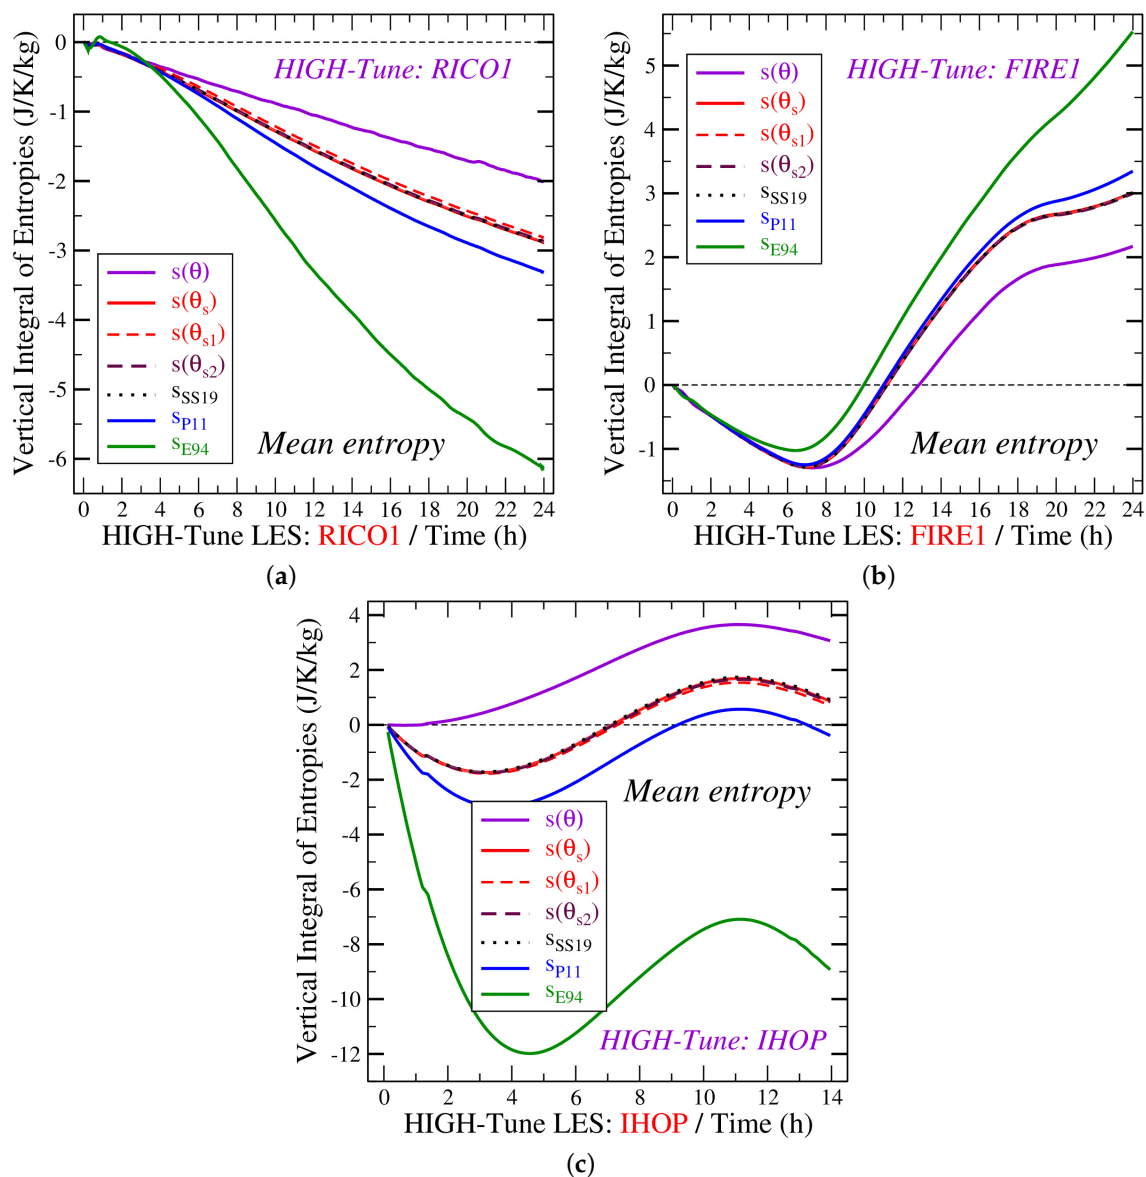 Vertical Integral of Entropies (J/K/kg)
0
-1
-2
-3
-4
-5
-6
HIGH-Tune: RICO1
s(θ)
s(θs)
s(θs1)
s(θs2)
sSS19
sP11
sE94
Mean entropy
0 2 4 6 8 10 12 14 16 18 20 22 24
HIGH-Tune LES: RICO1 / Time (h)
(a)
Vertical Integral of Entropies (J/K/kg)
5
4
3
2
1
0
-1
HIGH-Tune: FIRE1
s(θ)
s(θs)
s(θs1)
s(θs2)
sSS19
sP11
sE94
Mean entropy
0 2 4 6 8 10 12 14 16 18 20 22 24
HIGH-Tune LES: FIRE1 / Time (h)
(b)
Vertical Integral of Entropies (J/K/kg)
4
2
0
-2
-4
-6
-8
-10
-12
Mean entropy
s(θ)
s(θs)
s(θs1)
s(θs2)
sSS19
sP11
sE94
HIGH-Tune: IHOP
0 2 4 6 8 10 12 14
HIGH-Tune LES: IHOP / Time (h)
(c)